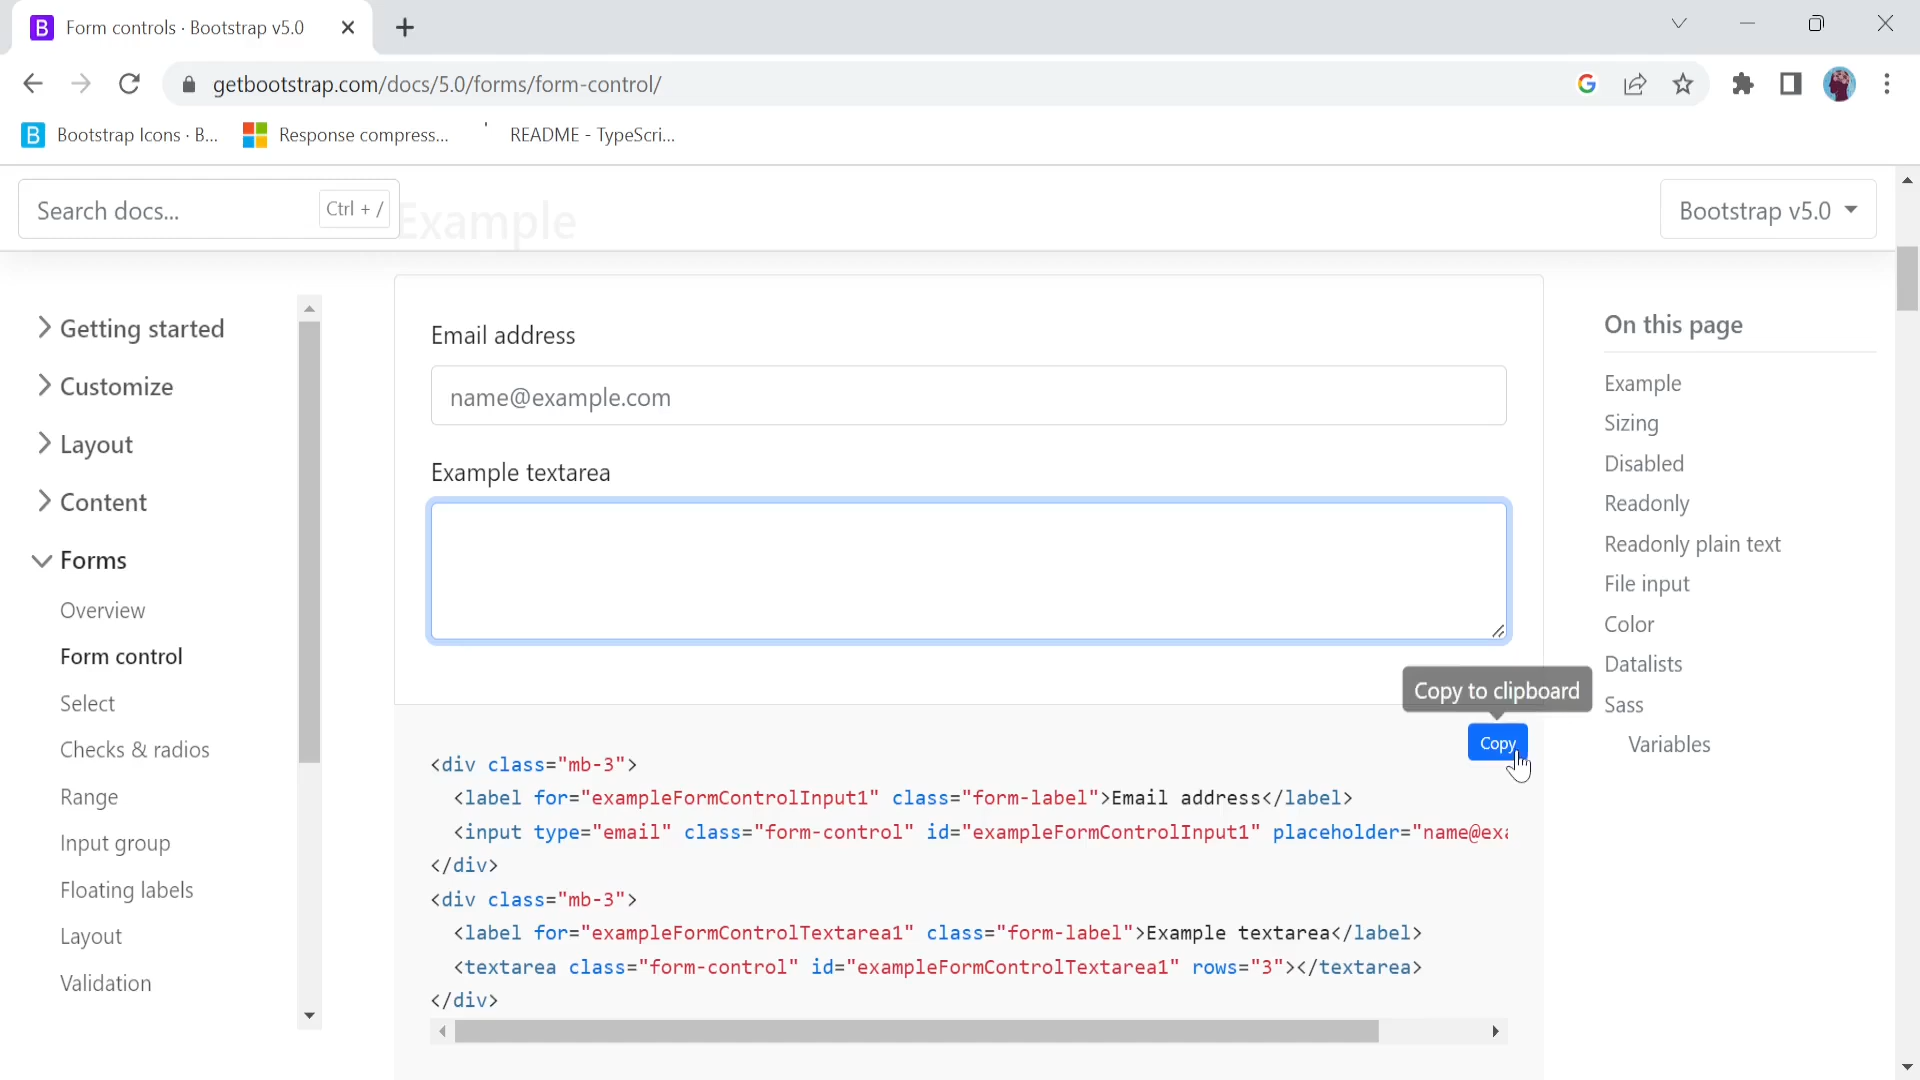 Form controls · Bootstrap v5.0
getbootstrap.com/docs/5.0/forms/form-control/
Bootstrap Icons · B...
Response compress...
README - TypeScri...
Search docs...
Ctrl + /
Example
Bootstrap v5.0
Getting started
Customize
Layout
Content
Forms
Overview
Form control
Select
Checks & radios
Range
Input group
Floating labels
Layout
Validation
Email address
name@example.com
Example textarea
Copy to clipboard
Copy
<div class="mb-3">
<label for="exampleFormControlInput1" class="form-label">Email address</label>
<input type="email" class="form-control" id="exampleFormControlInput1" placeholder="name@exa
</div>
<div class="mb-3">
<label for="exampleFormControlTextarea1" class="form-label">Example textarea</label>
<textarea class="form-control" id="exampleFormControlTextarea1" rows="3"></textarea>
</div>
On this page
Example
Sizing
Disabled
Readonly
Readonly plain text
File input
Color
Datalists
Sass
Variables